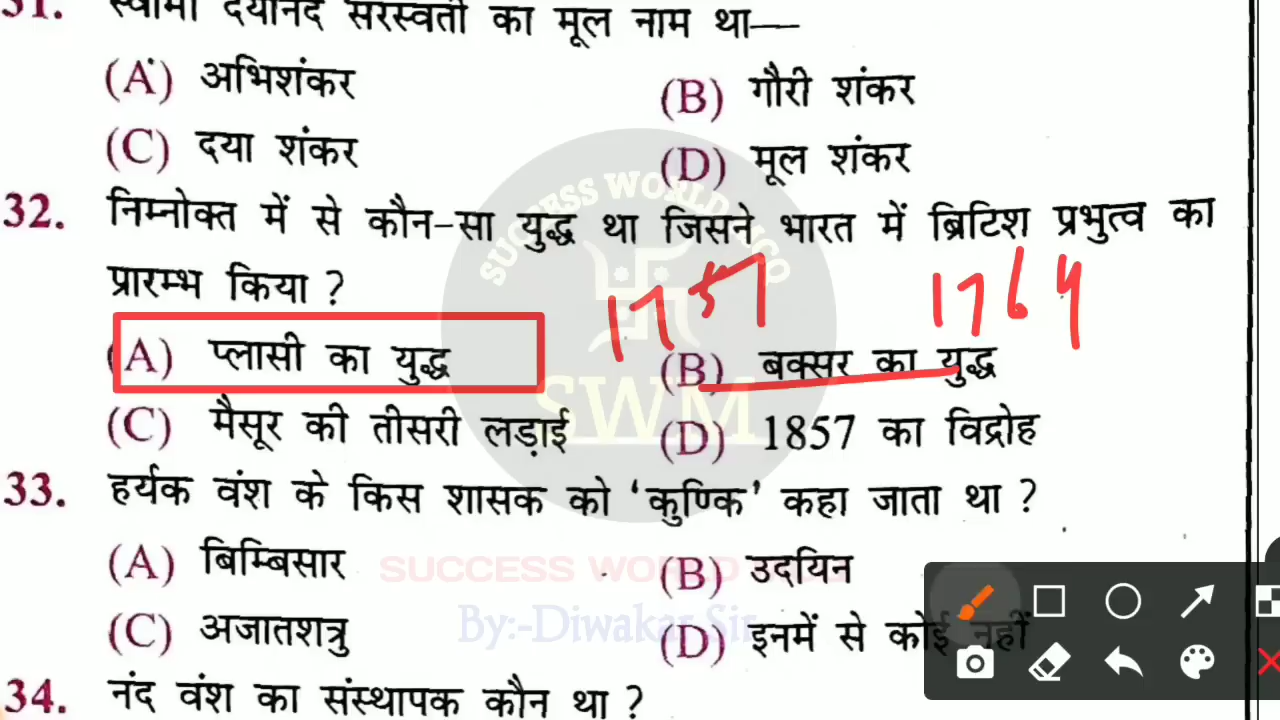 31. स्वामी दयानंद सरस्वती का मूल नाम था—
(A) अभिशंकर (B) गौरी शंकर
(C) दया शंकर (D) मूल शंकर
32. निम्नोक्त में से कौन-सा युद्ध था जिसने भारत में ब्रिटिश प्रभुत्व का
प्रारम्भ किया ?
1757 1764
(A) प्लासी का युद्ध (B) बक्सर का युद्ध
(C) मैसूर की तीसरी लड़ाई (D) 1857 का विद्रोह
33. हर्यक वंश के किस शासक को ‘कुणिक’ कहा जाता था ?
(A) बिम्बिसार (B) उदयिन
(C) अजातशत्रु (D) इनमें से कोई नहीं
34. नंद वंश का संस्थापक कौन था ?
SUCCESS WORLD
SWM
SUCCESS WORLD
By:-Diwakar Sir